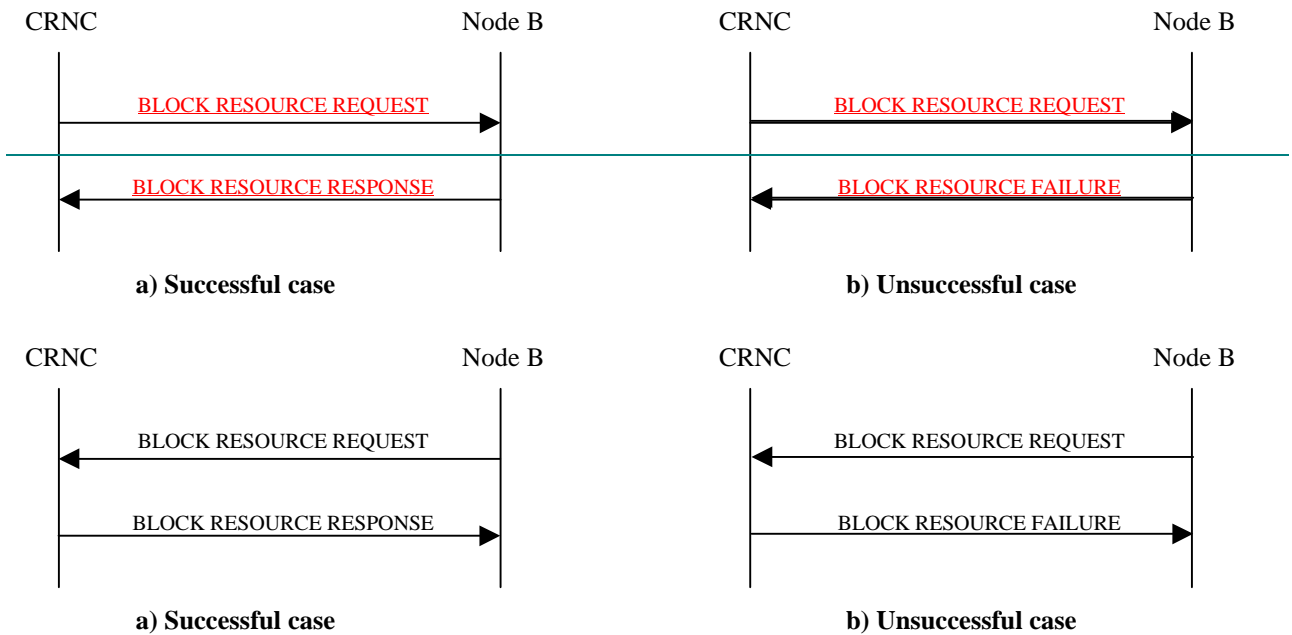 CRNC Node B CRNC Node B
BLOCK RESOURCE REQUEST BLOCK RESOURCE REQUEST
BLOCK RESOURCE RESPONSE BLOCK RESOURCE FAILURE
a) Successful case b) Unsuccessful case
CRNC Node B CRNC Node B
BLOCK RESOURCE REQUEST BLOCK RESOURCE REQUEST
BLOCK RESOURCE RESPONSE BLOCK RESOURCE FAILURE
a) Successful case b) Unsuccessful case